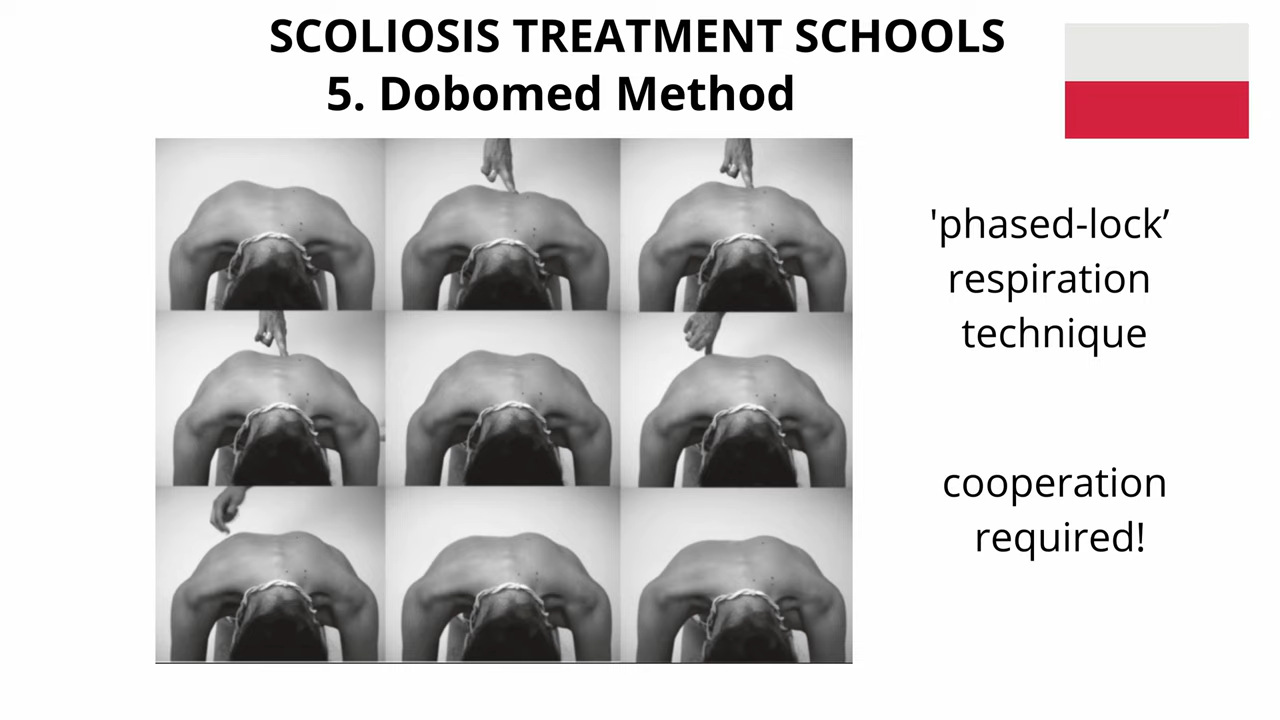 SCOLIOSIS TREATMENT SCHOOLS
5. Dobomed Method
'phased-lock’
respiration
technique
cooperation
required!